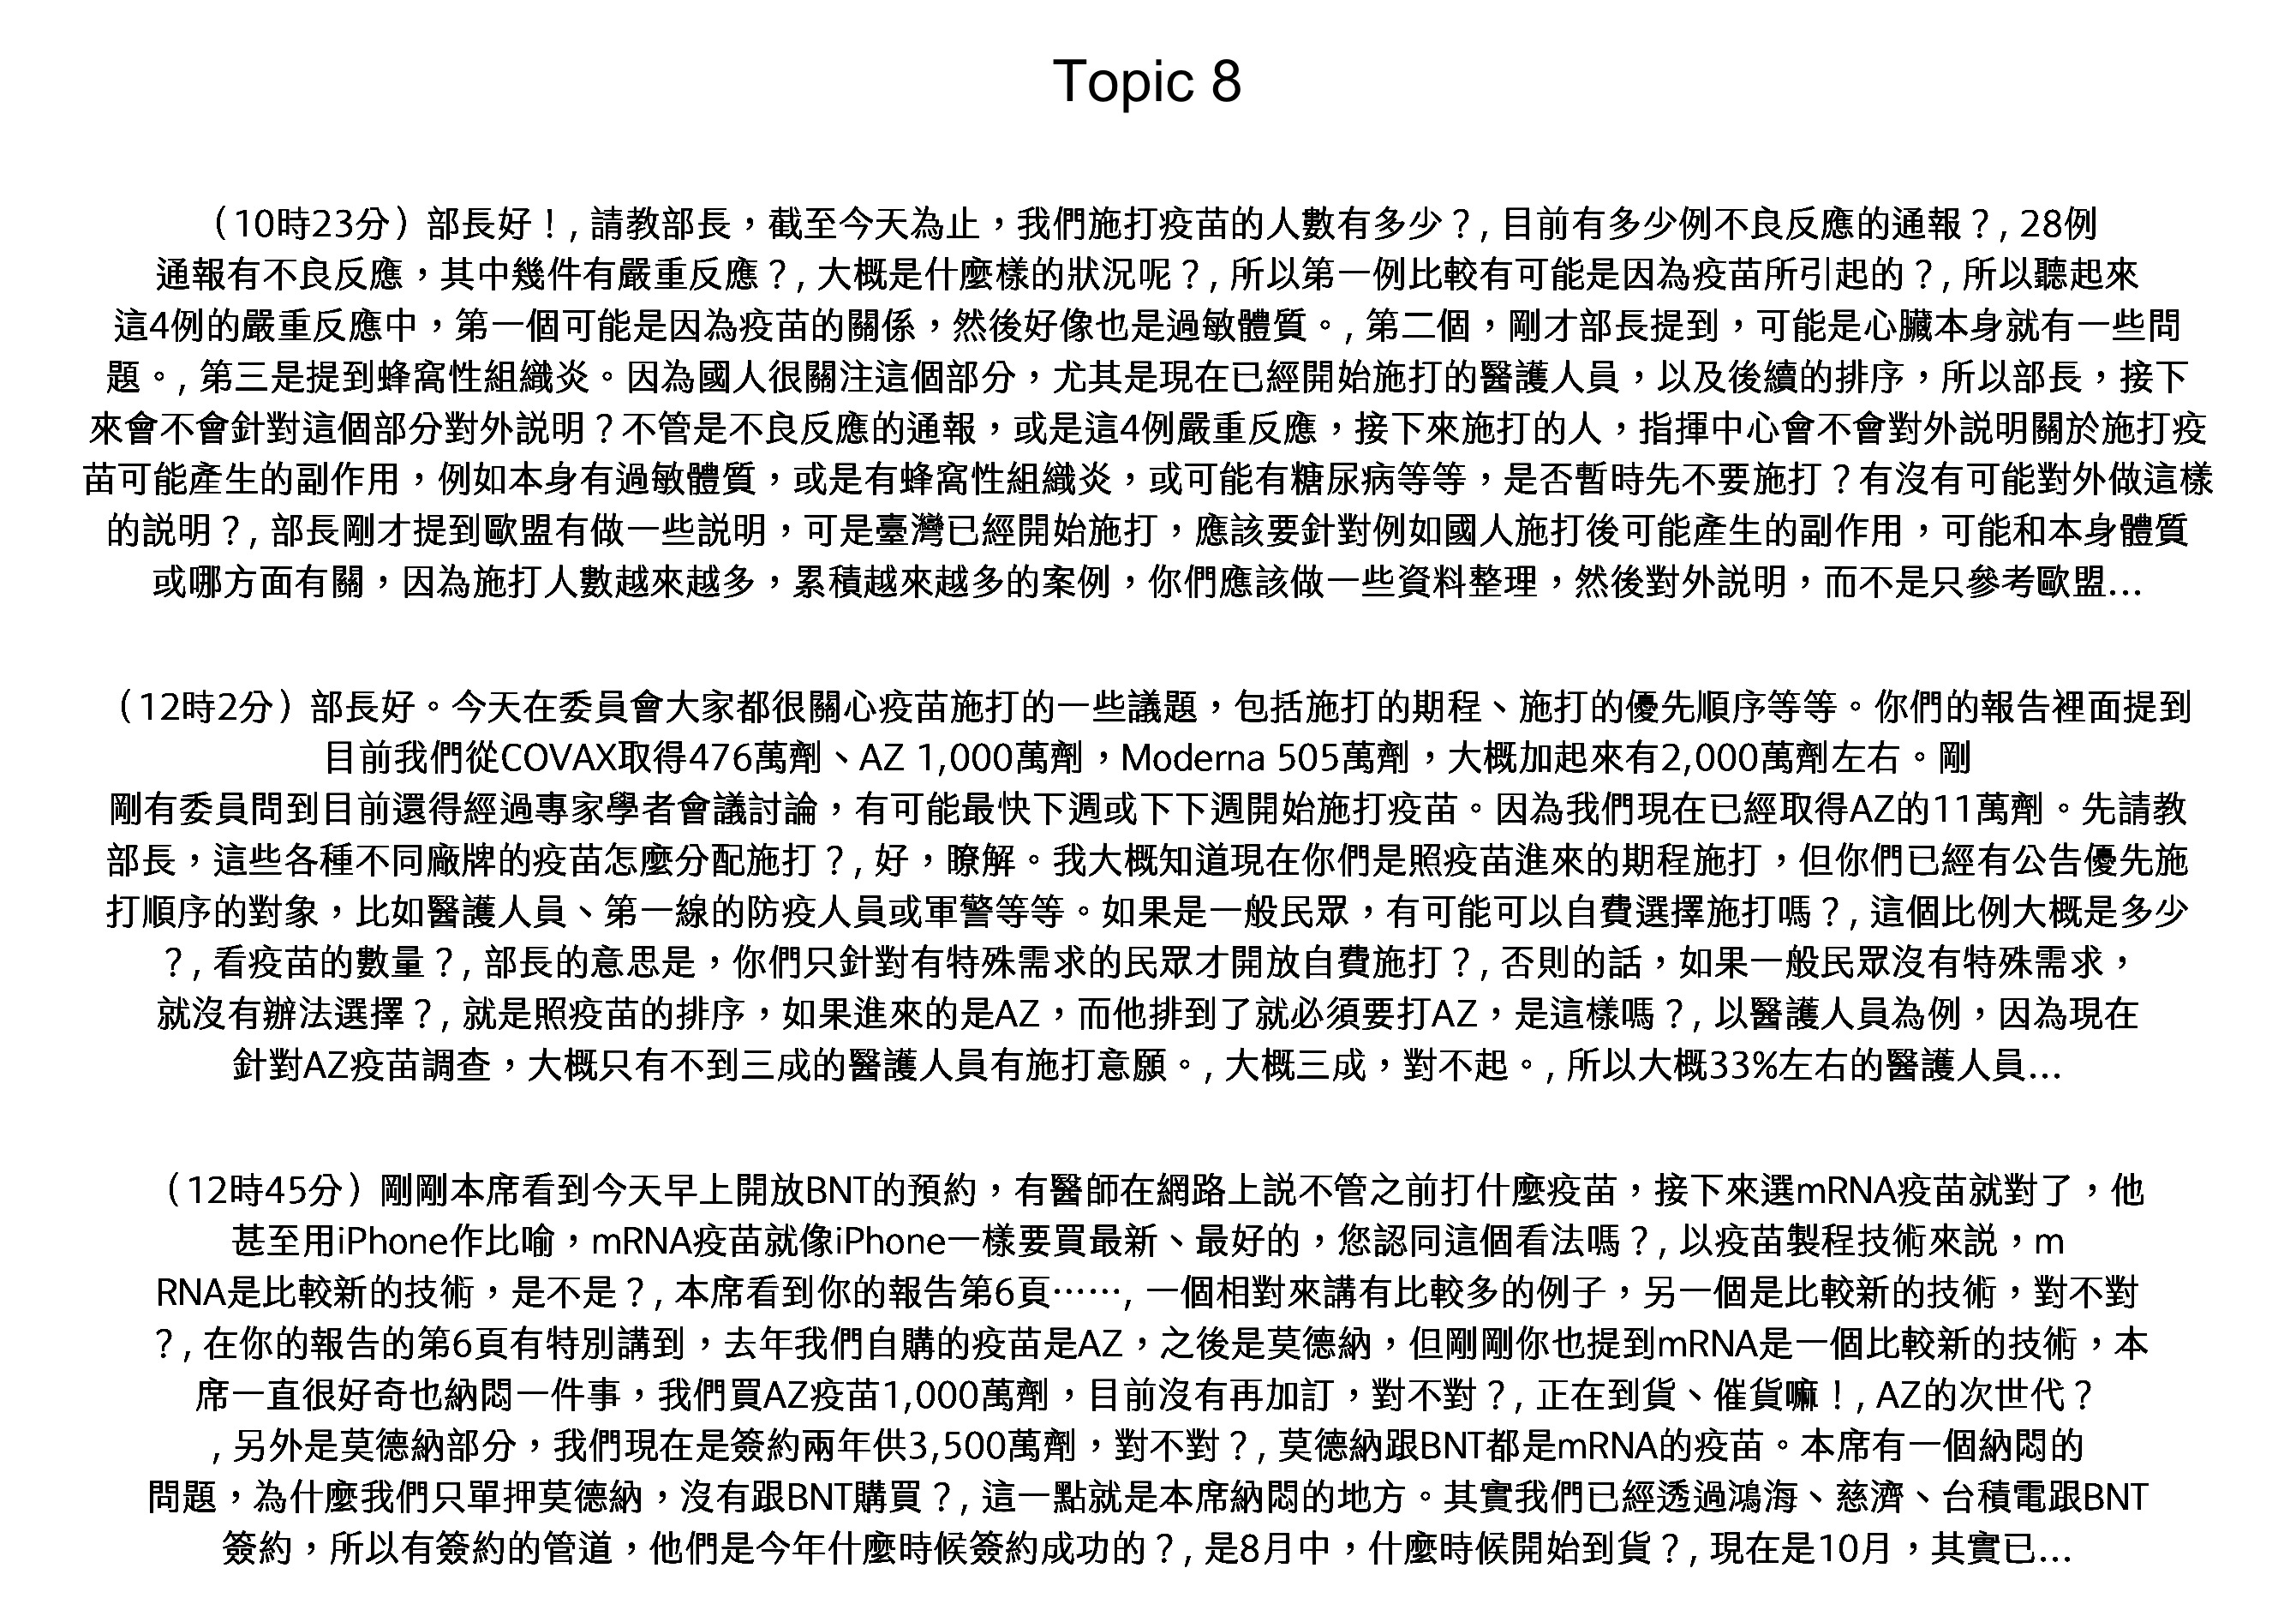 Topic 8
（10時23分）部長好！, 請教部長，截至今天為止，我們施打疫苗的人數有多少？, 目前有多少例不良反應的通報？, 28例
通報有不良反應，其中幾件有嚴重反應？, 大概是什麼樣的狀況呢？, 所以第一例比較有可能是因為疫苗所引起的？, 所以聽起來
這4例的嚴重反應中，第一個可能是因為疫苗的關係，然後好像也是過敏體質。, 第二個，剛才部長提到，可能是心臟本身就有一些問
題。, 第三是提到蜂窩性組織炎。因為國人很關注這個部分，尤其是現在已經開始施打的醫護人員，以及後續的排序，所以部長，接下
來會不會針對這個部分對外說明？不管是不良反應的通報，或是這4例嚴重反應，接下來施打的人，指揮中心會不會對外說明關於施打疫
苗可能產生的副作用，例如本身有過敏體質，或是有蜂窩性組織炎，或可能有糖尿病等等，是否暫時先不要施打？有沒有可能對外做這樣
的說明？, 部長剛才提到歐盟有做一些說明，可是臺灣已經開始施打，應該要針對例如國人施打後可能產生的副作用，可能和本身體質
或哪方面有關，因為施打人數越來越多，累積越來越多的案例，你們應該做一些資料整理，然後對外說明，而不是只參考歐盟...
（12時2分）部長好。今天在委員會大家都很關心疫苗施打的一些議題，包括施打的期程、施打的優先順序等等。你們的報告裡面提到
目前我們從COVAX取得476萬劑、AZ 1,000萬劑，Moderna 505萬劑，大概加起來有2,000萬劑左右。剛
剛有委員問到目前還得經過專家學者會議討論，有可能最快下週或下下週開始施打疫苗。因為我們現在已經取得AZ的11萬劑。先請教
部長，這些各種不同廠牌的疫苗怎麼分配施打？, 好，瞭解。我大概知道現在你們是照疫苗進來的期程施打，但你們已經有公告優先施
打順序的對象，比如醫護人員、第一線的防疫人員或軍警等等。如果是一般民眾，有可能可以自費選擇施打嗎？, 這個比例大概是多少
？, 看疫苗的數量？, 部長的意思是，你們只針對有特殊需求的民眾才開放自費施打？, 否則的話，如果一般民眾沒有特殊需求，
就沒有辦法選擇？, 就是照疫苗的排序，如果進來的是AZ，而他排到了就必須要打AZ，是這樣嗎？, 以醫護人員為例，因為現在
針對AZ疫苗調查，大概只有不到三成的醫護人員有施打意願。, 大概三成，對不起。, 所以大概33%左右的醫護人員...
（12時45分）剛剛本席看到今天早上開放BNT的預約，有醫師在網路上說不管之前打什麼疫苗，接下來選mRNA疫苗就對了，他
甚至用iPhone作比喻，mRNA疫苗就像iPhone一樣要買最新、最好的，您認同這個看法嗎？, 以疫苗製程技術來說，m
RNA是比較新的技術，是不是？, 本席看到你的報告第6頁……, 一個相對來講有比較多的例子，另一個是比較新的技術，對不對
？, 在你的報告的第6頁有特別講到，去年我們自購的疫苗是AZ，之後是莫德納，但剛剛你也提到mRNA是一個比較新的技術，本
席一直很好奇也納悶一件事，我們買AZ疫苗1,000萬劑，目前沒有再加訂，對不對？, 正在到貨、催貨嘛！, AZ的次世代？
, 另外是莫德納部分，我們現在是簽約兩年供3,500萬劑，對不對？, 莫德納跟BNT都是mRNA的疫苗。本席有一個納悶的
問題，為什麼我們只單押莫德納，沒有跟BNT購買？, 這一點就是本席納悶的地方。其實我們已經透過鴻海、慈濟、台積電跟BNT
簽約，所以有簽約的管道，他們是今年什麼時候簽約成功的？, 是8月中，什麼時候開始到貨？, 現在是10月，其實已...